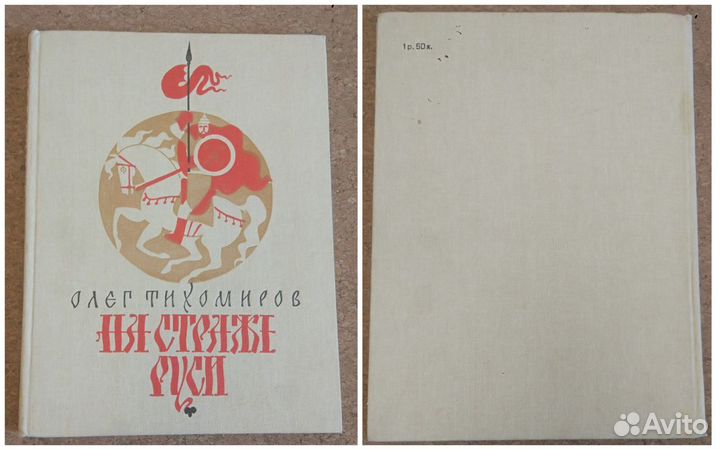 ОЛЕГ ТИХОМИРОВ
НА СТРАЖЕ
РУСИ
1 р. 50 к.
Avito